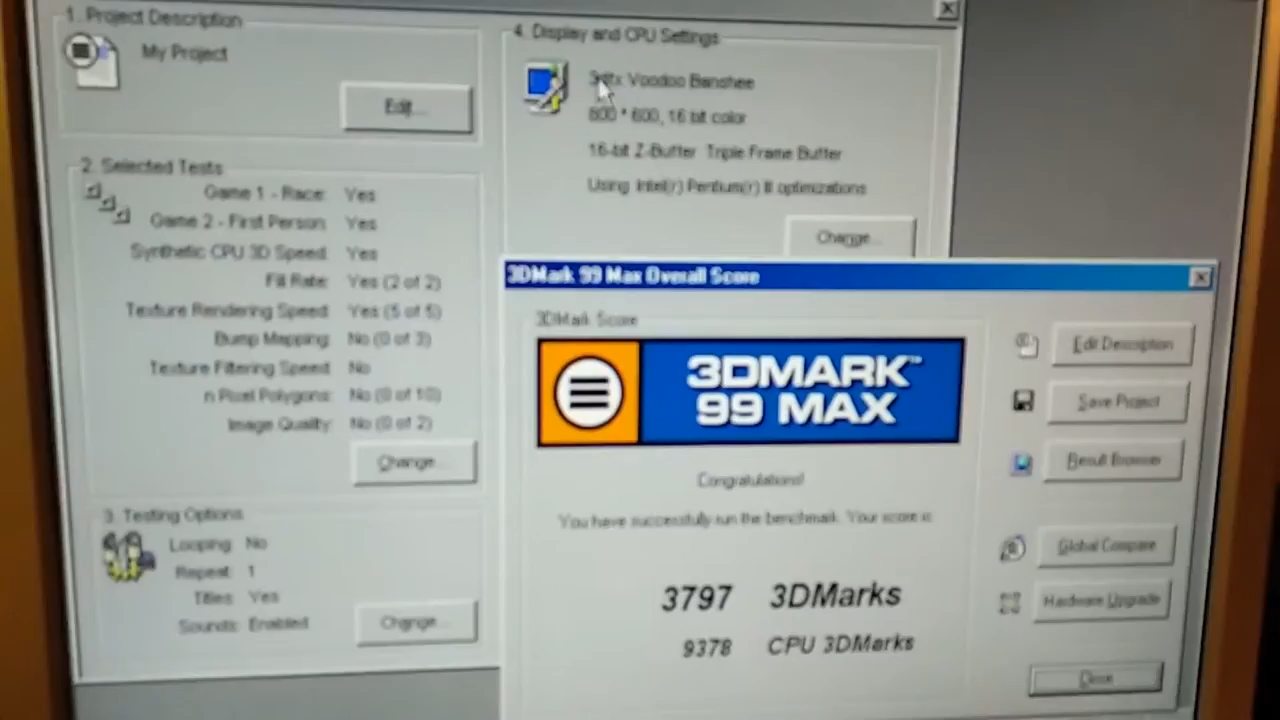 1. Project Description
My Project
Edit...
2. Selected Tests
Game 1 - Race: Yes
Game 2 - First Person: Yes
Synthetic CPU 3D Speed: Yes
Fill Rate: Yes (2 of 2)
Texture Rendering Speed: Yes (5 of 5)
Bump Mapping: No (0 of 3)
Texture Filtering Speed: No
n Pixel Polygons: No (0 of 10)
Image Quality: No (0 of 2)
Change...
3. Testing Options
Looping: No
Repeat: 1
Titles: Yes
Sounds: Enabled
Change...
4. Display and CPU Settings
3dfx Voodoo Banshee
800 * 600, 16 bit color
16-bit Z-Buffer Triple Frame Buffer
Using Intel(r) Pentium(r) III optimizations
Change...
3DMark 99 Max Overall Score
3DMark Score
3DMARK™
99 MAX
Congratulations!
You have successfully run the benchmark. Your score is
3797 3DMarks
9378 CPU 3DMarks
Edit Description
Save Project
Result Browser
Global Compare
Hardware Upgrade
Close